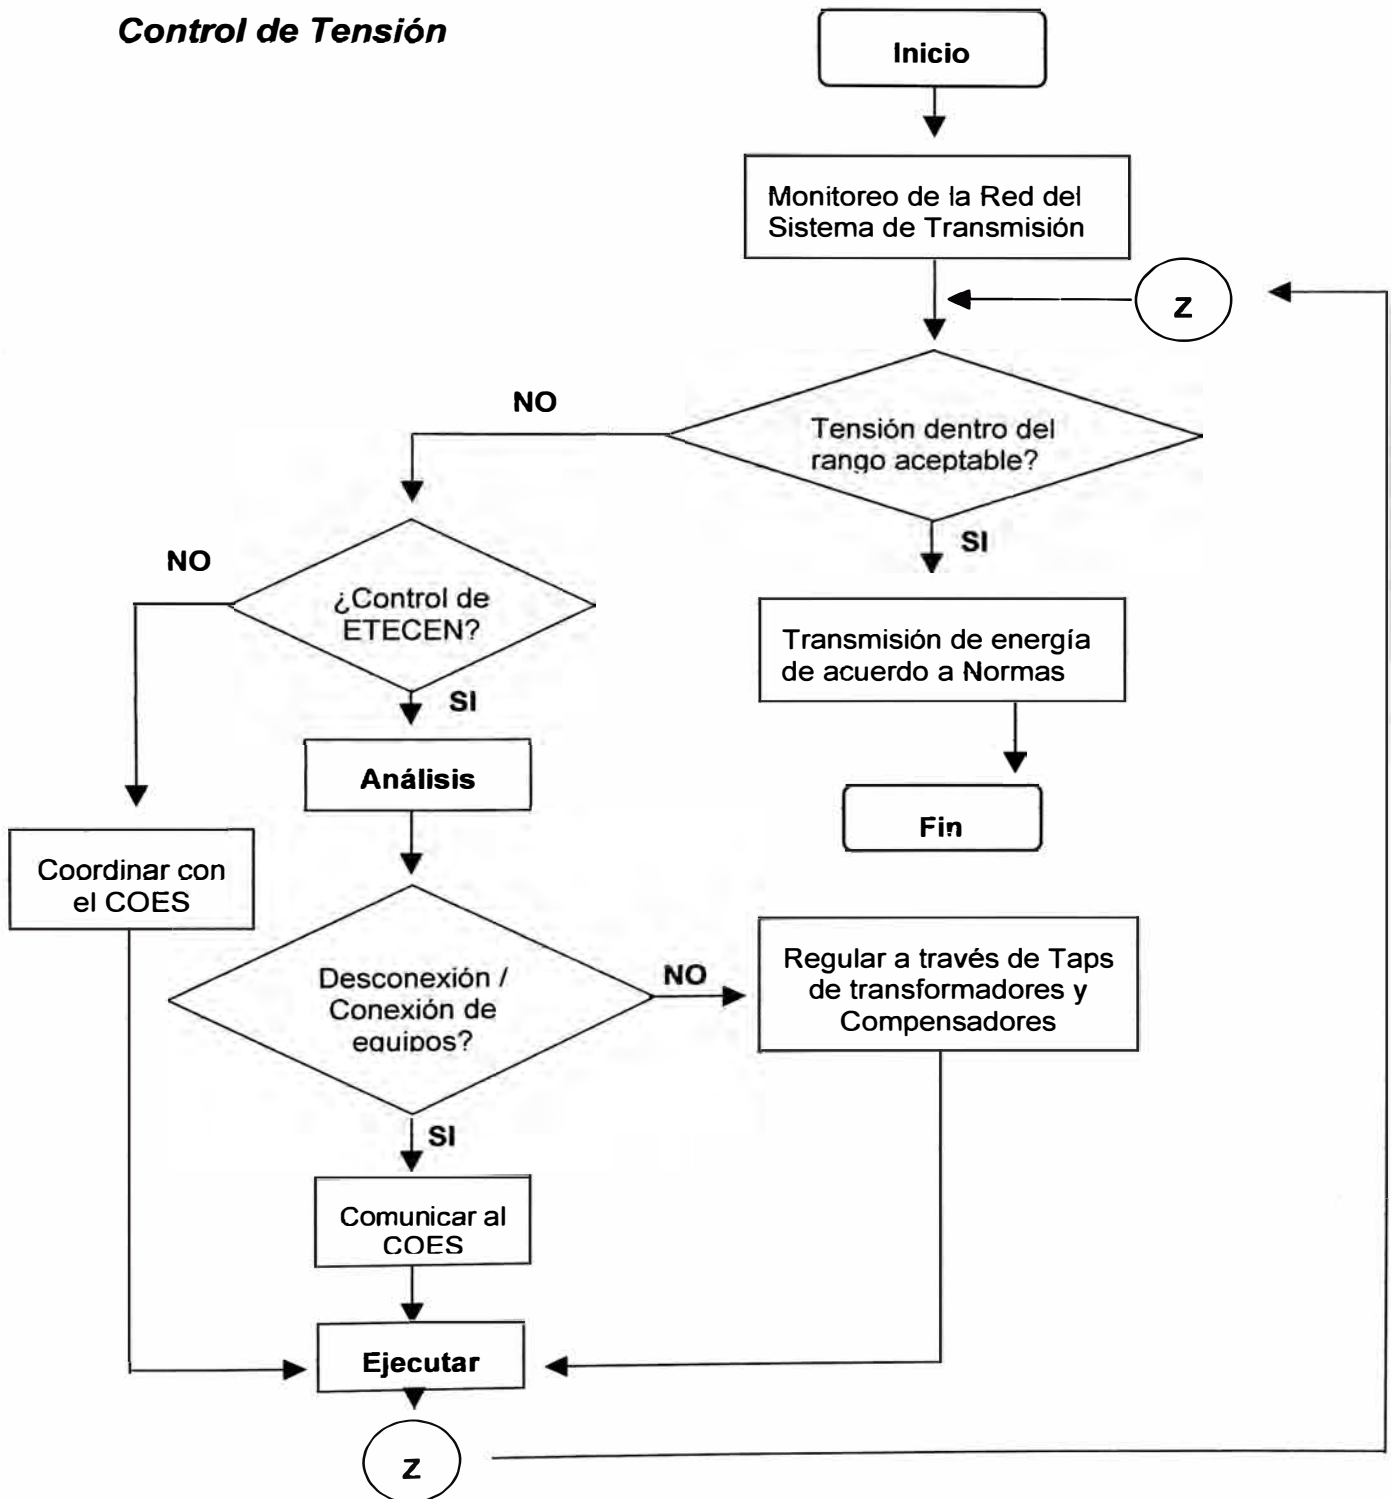 Control de Tensión
Inicio
Monitoreo de la Red del
Sistema de Transmisión
Z
NO
Tensión dentro del
rango aceptable?
SI
NO
¿Control de
ETECEN?
SI
Transmisión de energía
de acuerdo a Normas
Análisis
Fin
Coordinar con
el COES
Desconexión /
Conexión de
equipos?
NO
Regular a través de Taps
de transformadores y
Compensadores
SI
Comunicar al
COES
Ejecutar
Z